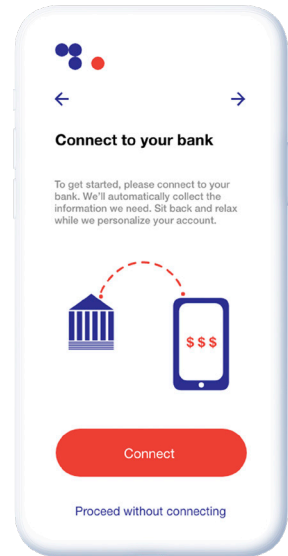 Connect to your bank
To get started, please connect to your
bank. We'll automatically collect the
information we need. Sit back and relax
while we personalize your account.
$ $ $
Connect
Proceed without connecting